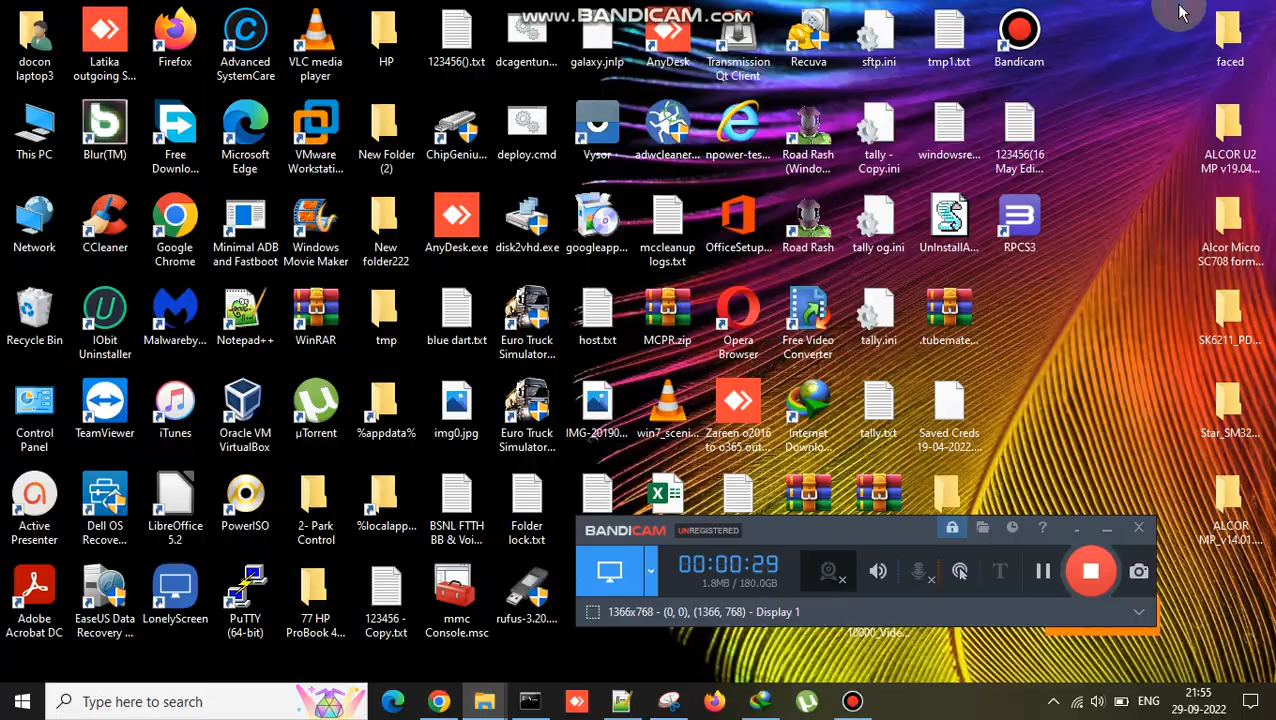 www.BANDICAM.com
docon
laptop3
Latika
outgoing S...
Firefox
Advanced
SystemCare
VLC media
player
HP
123456().txt
dcagentun...
galaxy.jnlp
AnyDesk
Transmission
Qt Client
Recuva
sftp.ini
tmp1.txt
Bandicam
faced
This PC
Blur(TM)
Free
Downlo...
Microsoft
Edge
VMware
Workstati...
New Folder
(2)
ChipGeniu...
deploy.cmd
Vysor
adwcleaner...
npower-tes...
Road Rash
(Windo...
tally -
Copy.ini
windowsre...
123456(16
May Edi...
ALCOR U2
MP v19.04...
Network
CCleaner
Google
Chrome
Minimal ADB
and Fastboot
Windows
Movie Maker
New
folder222
AnyDesk.exe
disk2vhd.exe
googleapp...
mccleanup
logs.txt
OfficeSetup...
Road Rash
tally og.ini
UnInstallA...
RPCS3
Alcor Micro
SC708 form...
Recycle Bin
IObit
Uninstaller
Malwareby...
Notepad++
WinRAR
tmp
blue dart.txt
Euro Truck
Simulator...
host.txt
MCPR.zip
Opera
Browser
Free Video
Converter
tally.ini
.tubemate...
SK6211_PD...
Control
Panel
TeamViewer
iTunes
Oracle VM
VirtualBox
µTorrent
%appdata%
img0.jpg
Euro Truck
Simulator...
IMG-20190...
win7_sceni...
Zareen o2016
to o365 out...
Internet
Downlo...
tally.txt
Saved Creds
19-04-2022...
Star_SM32...
Active
Presenter
Dell OS
Recove...
LibreOffice
5.2
PowerISO
2- Park
Control
%localapp...
BSNL FTTH
BB & Voi...
Folder
lock.txt
ALCOR
MP_v14.01...
BANDICAM UNREGISTERED
00:00:29
1.8MB / 180.0GB
1366x768 - (0, 0), (1366, 768) - Display 1
Adobe
Acrobat DC
EaseUS Data
Recovery ...
LonelyScreen
PuTTY
(64-bit)
77 HP
ProBook 4...
123456 -
Copy.txt
mmc
Console.msc
rufus-3.20...
10000_Vide...
Type here to search
ENG
21:55
29-09-2022